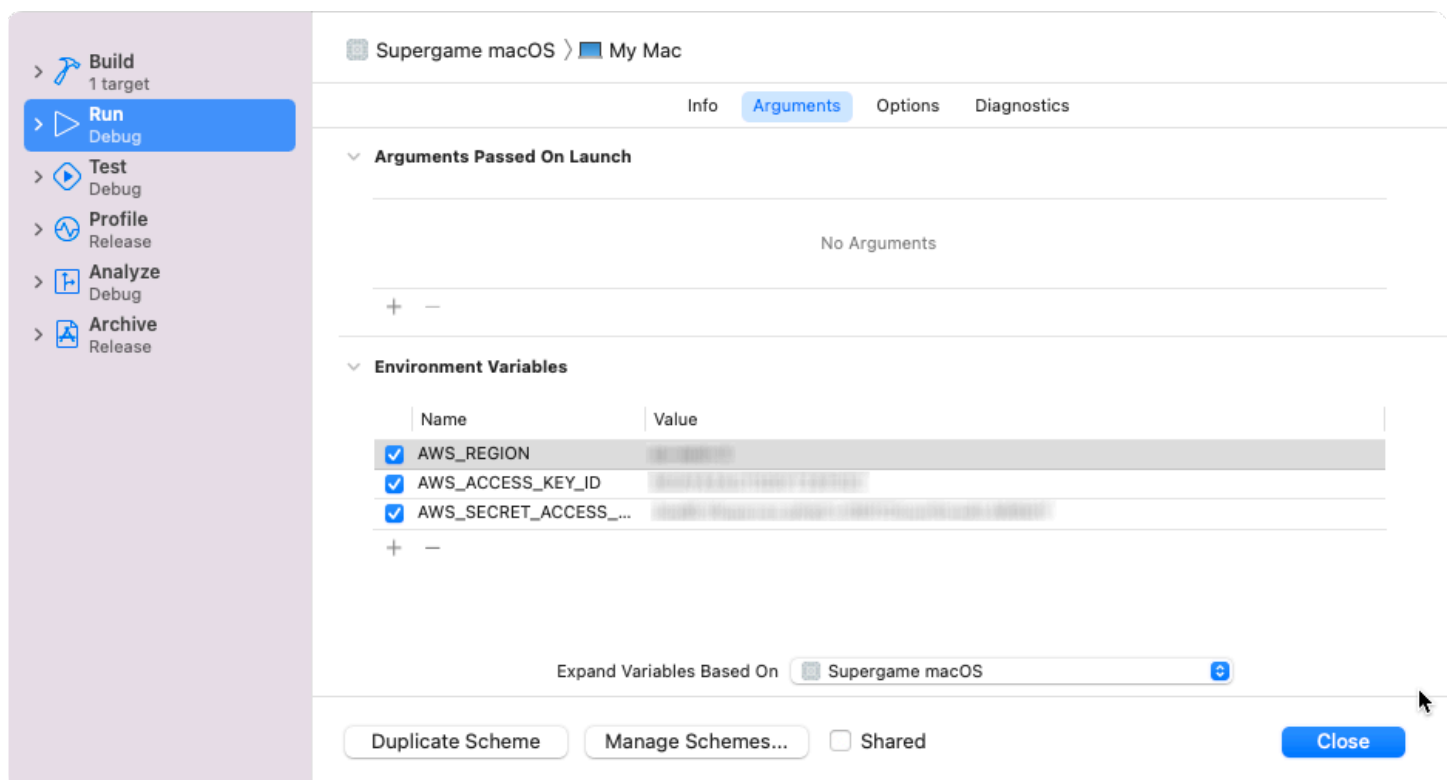 Build
1 target
Run
Debug
Test
Debug
Profile
Release
Analyze
Debug
Archive
Release
Supergame macOS 〉 My Mac
Info Arguments Options Diagnostics
Arguments Passed On Launch
No Arguments
+ −
Environment Variables
Name Value
AWS_REGION
AWS_ACCESS_KEY_ID
AWS_SECRET_ACCESS_...
+ −
Expand Variables Based On Supergame macOS
Duplicate Scheme Manage Schemes... Shared Close